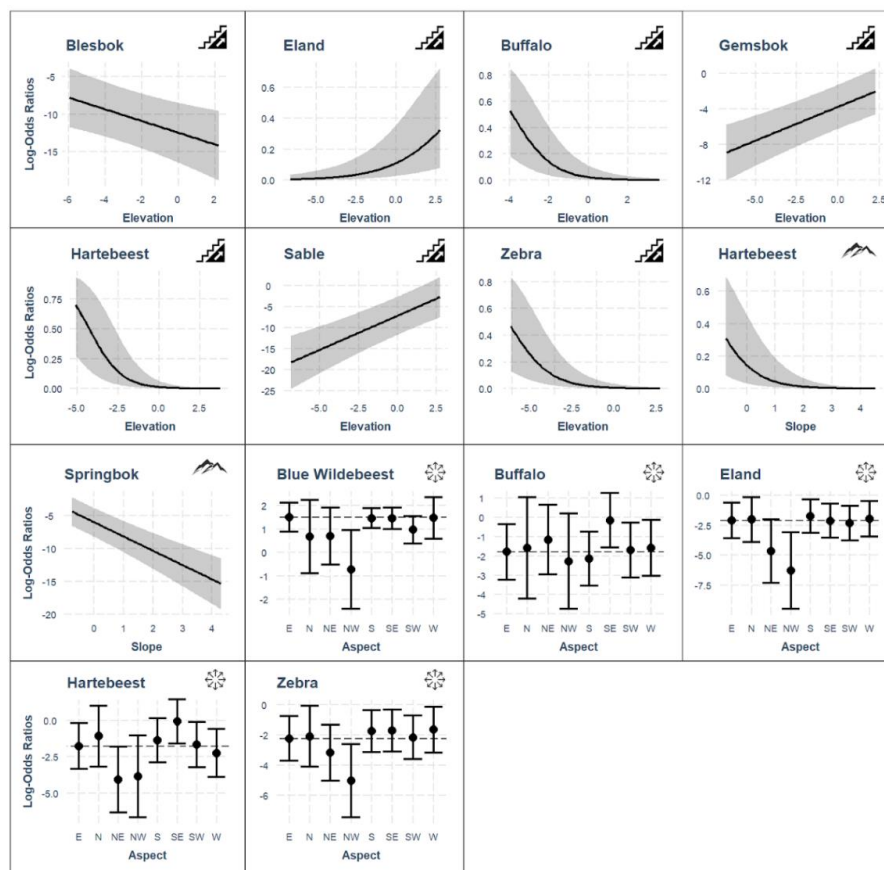 Blesbok
Eland
Buffalo
Gemsbok
Log-Odds Ratios
-5
-10
-15
0.6
0.4
0.2
0.0
0.8
0.6
0.4
0.2
0.0
0
-4
-8
-12
-6 -4 -2 0 2
-5.0 -2.5 0.0 2.5
-4 -2 0 2
-5.0 -2.5 0.0 2.5
Elevation
Elevation
Elevation
Elevation
Hartebeest
Sable
Zebra
Hartebeest
Log-Odds Ratios
0.75
0.50
0.25
0.00
0
-5
-10
-15
-20
-25
0.8
0.6
0.4
0.2
0.0
0.6
0.4
0.2
0.0
-5.0 -2.5 0.0 2.5
-5.0 -2.5 0.0 2.5
-5.0 -2.5 0.0 2.5
0 1 2 3 4
Elevation
Elevation
Elevation
Slope
Springbok
Blue Wildebeest
Buffalo
Eland
Log-Odds Ratios
-5
-10
-15
-20
2
1
0
-1
-2
1
0
-1
-2
-3
-4
-5
0.0
-2.5
-5.0
-7.5
0 1 2 3 4
E N NE NW S SE SW W
E N NE NW S SE SW W
E N NE NW S SE SW W
Slope
Aspect
Aspect
Aspect
Hartebeest
Zebra
Log-Odds Ratios
0.0
-2.5
-5.0
0
-2
-4
-6
E N NE NW S SE SW W
E N NE NW S SE SW W
Aspect
Aspect